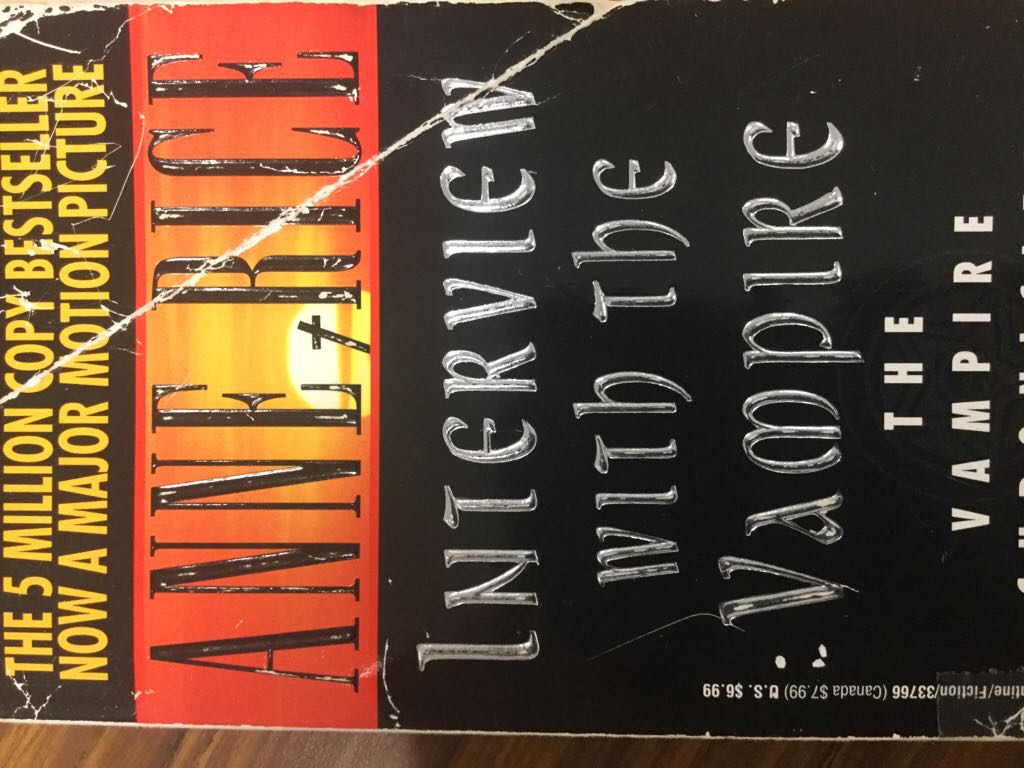 THE 5 MILLION COPY BESTSELLER
NOW A MAJOR MOTION PICTURE
ANNE RICE
INTERVIEW
WITH THE
VAMPIRE
THE
VAMPIRE
ntine/Fiction/33766 (Canada $7.99) U.S. $6.99